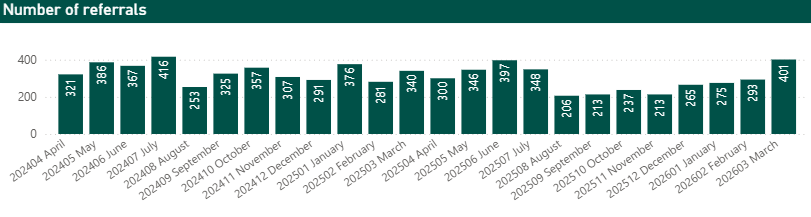 Number of referrals
400
200
0
321
386
367
416
253
325
357
307
291
376
281
340
300
346
397
348
206
213
237
213
265
275
293
401
202404 April
202405 May
202406 June
202407 July
202408 August
202409 September
202410 October
202411 November
202412 December
202501 January
202502 February
202503 March
202504 April
202505 May
202506 June
202507 July
202508 August
202509 September
202510 October
202511 November
202512 December
202601 January
202602 February
202603 March